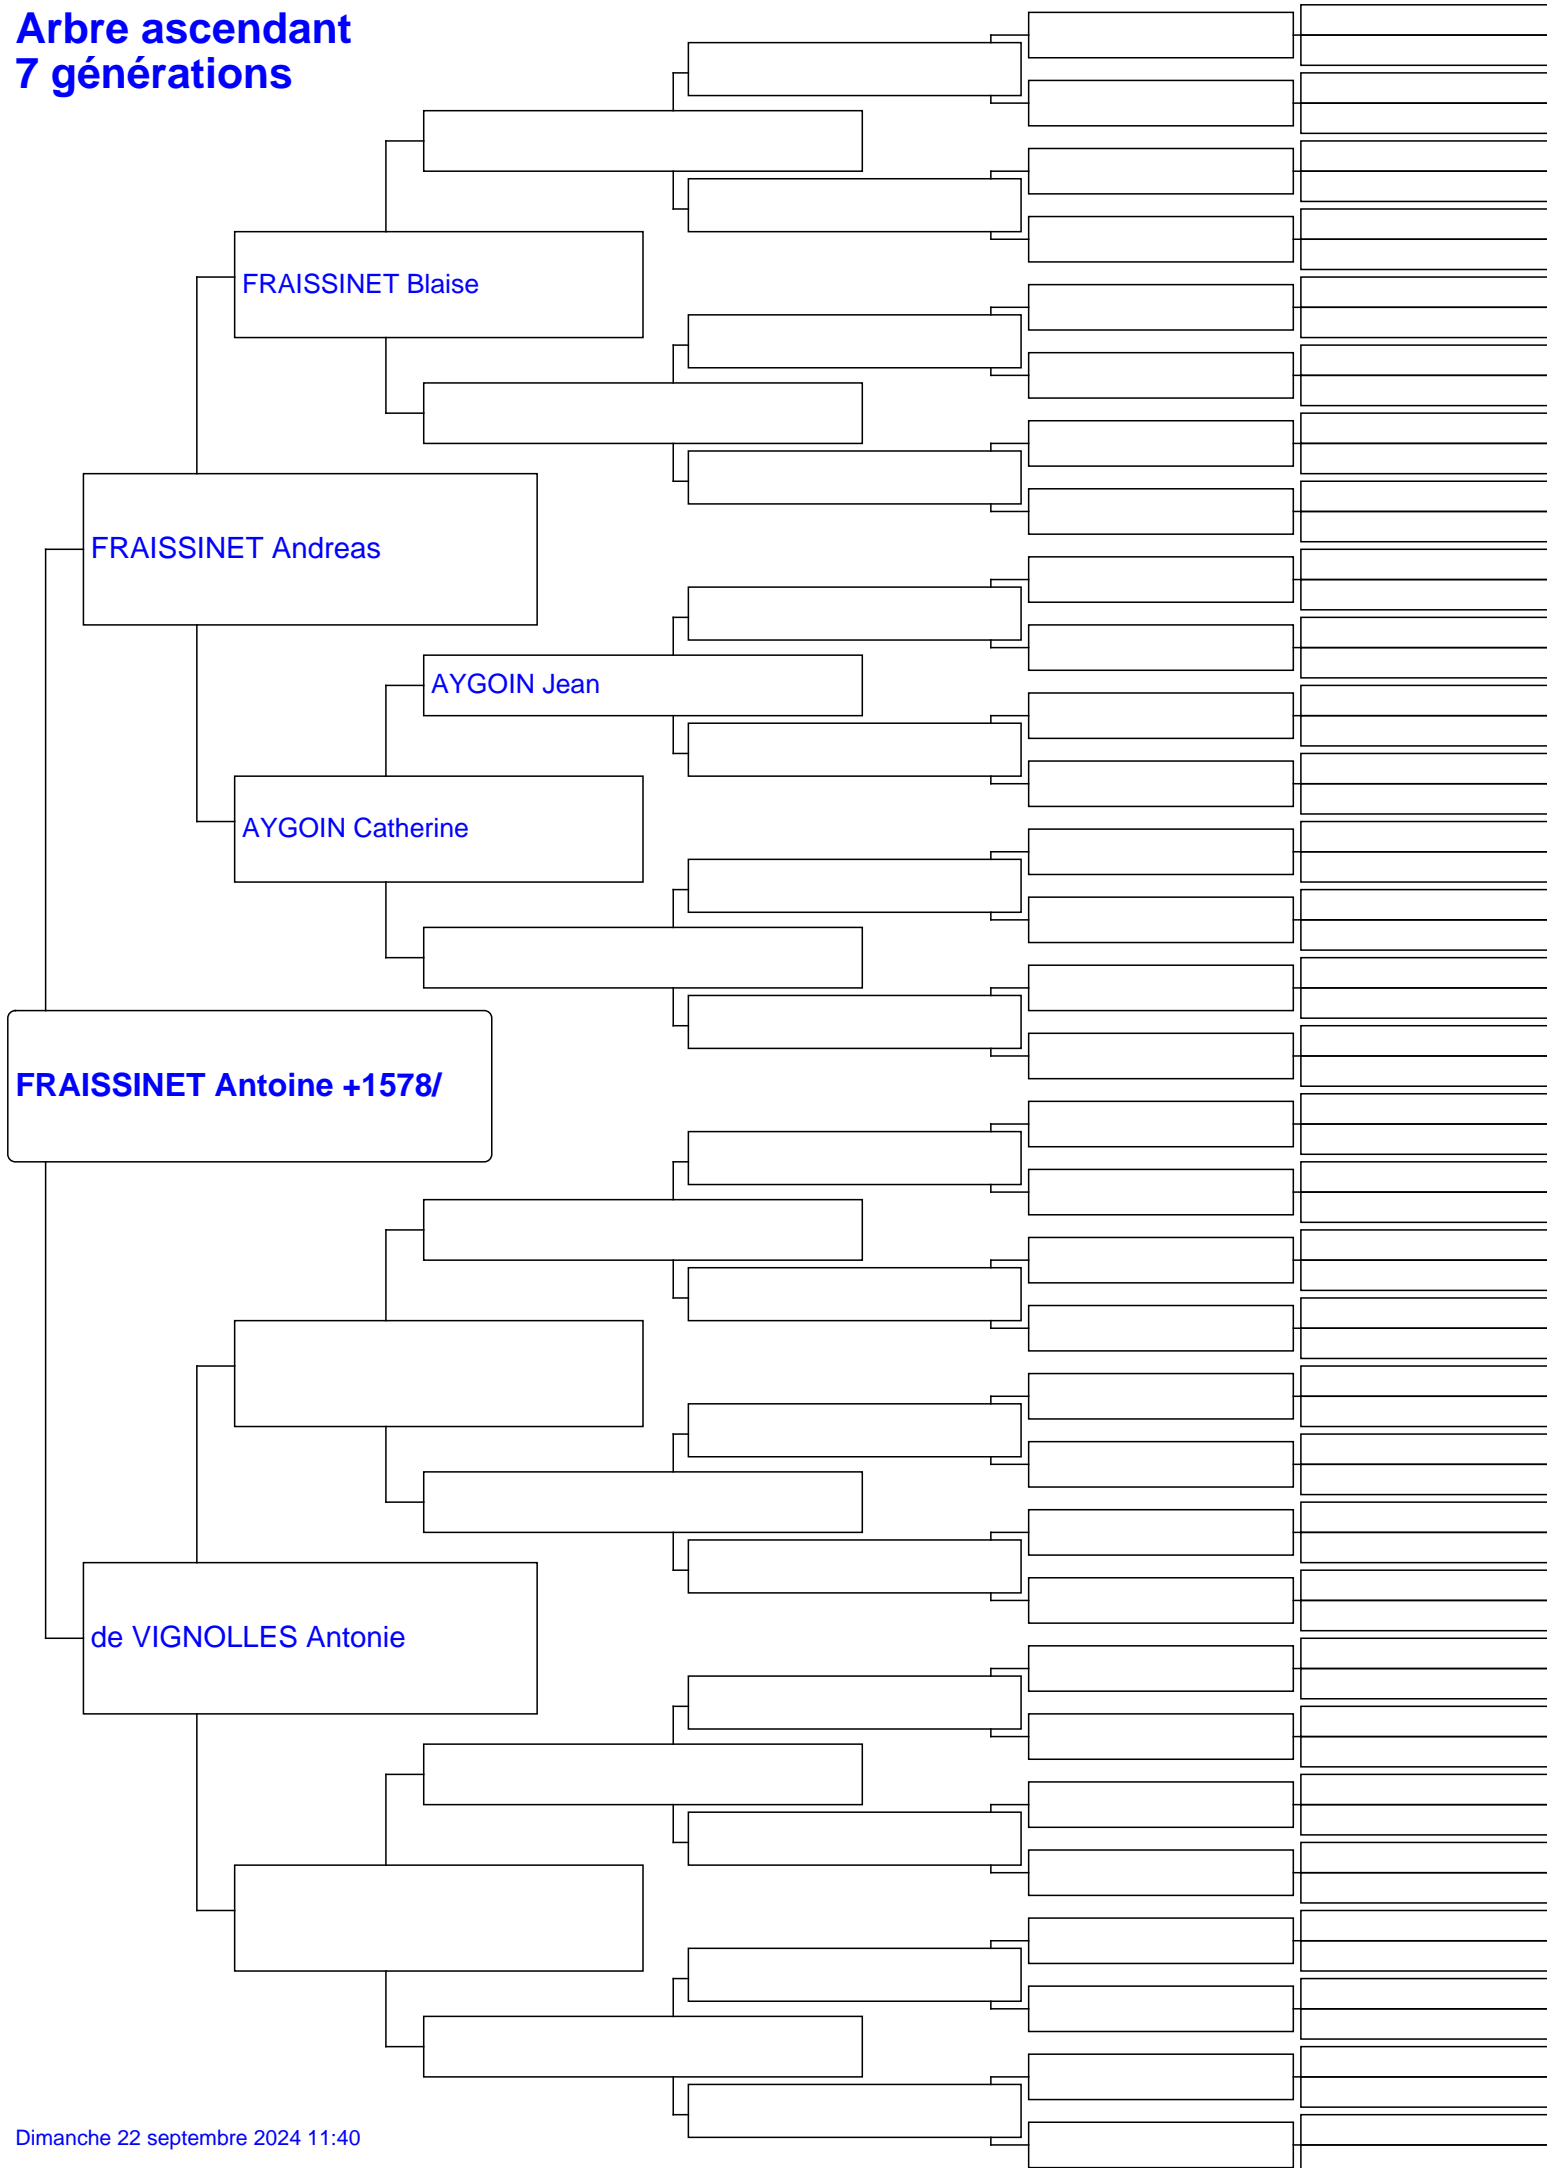 Arbre ascendant
7 générations
FRAISSINET Blaise
FRAISSINET Andreas
AYGOIN Jean
AYGOIN Catherine
FRAISSINET Antoine +1578/
de VIGNOLLES Antonie
Dimanche 22 septembre 2024 11:40